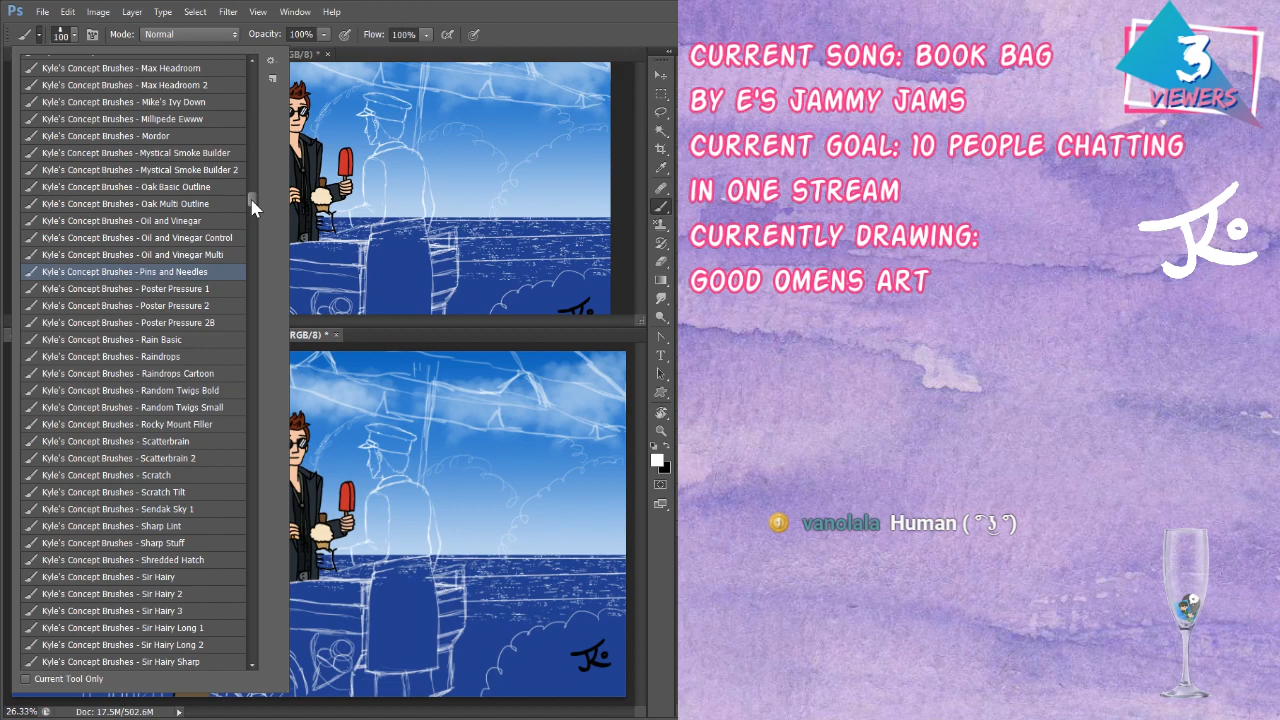 Ps File Edit Image Layer Type Select Filter View Window Help
100 Mode: Normal Opacity: 100% Flow: 100%
GB/8) * ×
Kyle's Concept Brushes - Max Headroom
Kyle's Concept Brushes - Max Headroom 2
Kyle's Concept Brushes - Mike's Ivy Down
Kyle's Concept Brushes - Millipede Ewww
Kyle's Concept Brushes - Mordor
Kyle's Concept Brushes - Mystical Smoke Builder
Kyle's Concept Brushes - Mystical Smoke Builder 2
Kyle's Concept Brushes - Oak Basic Outline
Kyle's Concept Brushes - Oak Multi Outline
Kyle's Concept Brushes - Oil and Vinegar
Kyle's Concept Brushes - Oil and Vinegar Control
Kyle's Concept Brushes - Oil and Vinegar Multi
Kyle's Concept Brushes - Pins and Needles
Kyle's Concept Brushes - Poster Pressure 1
Kyle's Concept Brushes - Poster Pressure 2
Kyle's Concept Brushes - Poster Pressure 2B
Kyle's Concept Brushes - Rain Basic
Kyle's Concept Brushes - Raindrops
Kyle's Concept Brushes - Raindrops Cartoon
Kyle's Concept Brushes - Random Twigs Bold
Kyle's Concept Brushes - Random Twigs Small
Kyle's Concept Brushes - Rocky Mount Filler
Kyle's Concept Brushes - Scatterbrain
Kyle's Concept Brushes - Scatterbrain 2
Kyle's Concept Brushes - Scratch
Kyle's Concept Brushes - Scratch Tilt
Kyle's Concept Brushes - Sendak Sky 1
Kyle's Concept Brushes - Sharp Lint
Kyle's Concept Brushes - Sharp Stuff
Kyle's Concept Brushes - Shredded Hatch
Kyle's Concept Brushes - Sir Hairy
Kyle's Concept Brushes - Sir Hairy 2
Kyle's Concept Brushes - Sir Hairy 3
Kyle's Concept Brushes - Sir Hairy Long 1
Kyle's Concept Brushes - Sir Hairy Long 2
Kyle's Concept Brushes - Sir Hairy Sharp
Current Tool Only
RGB/8) * ×
JKo
26.33% Doc: 17.5M/502.6M
CURRENT SONG: BOOK BAG
BY E'S JAMMY JAMS
CURRENT GOAL: 10 PEOPLE CHATTING
IN ONE STREAM
CURRENTLY DRAWING:
GOOD OMENS ART
3
VIEWERS
JKo
vanolala Human ( ͡° ͜ʖ ͡°)